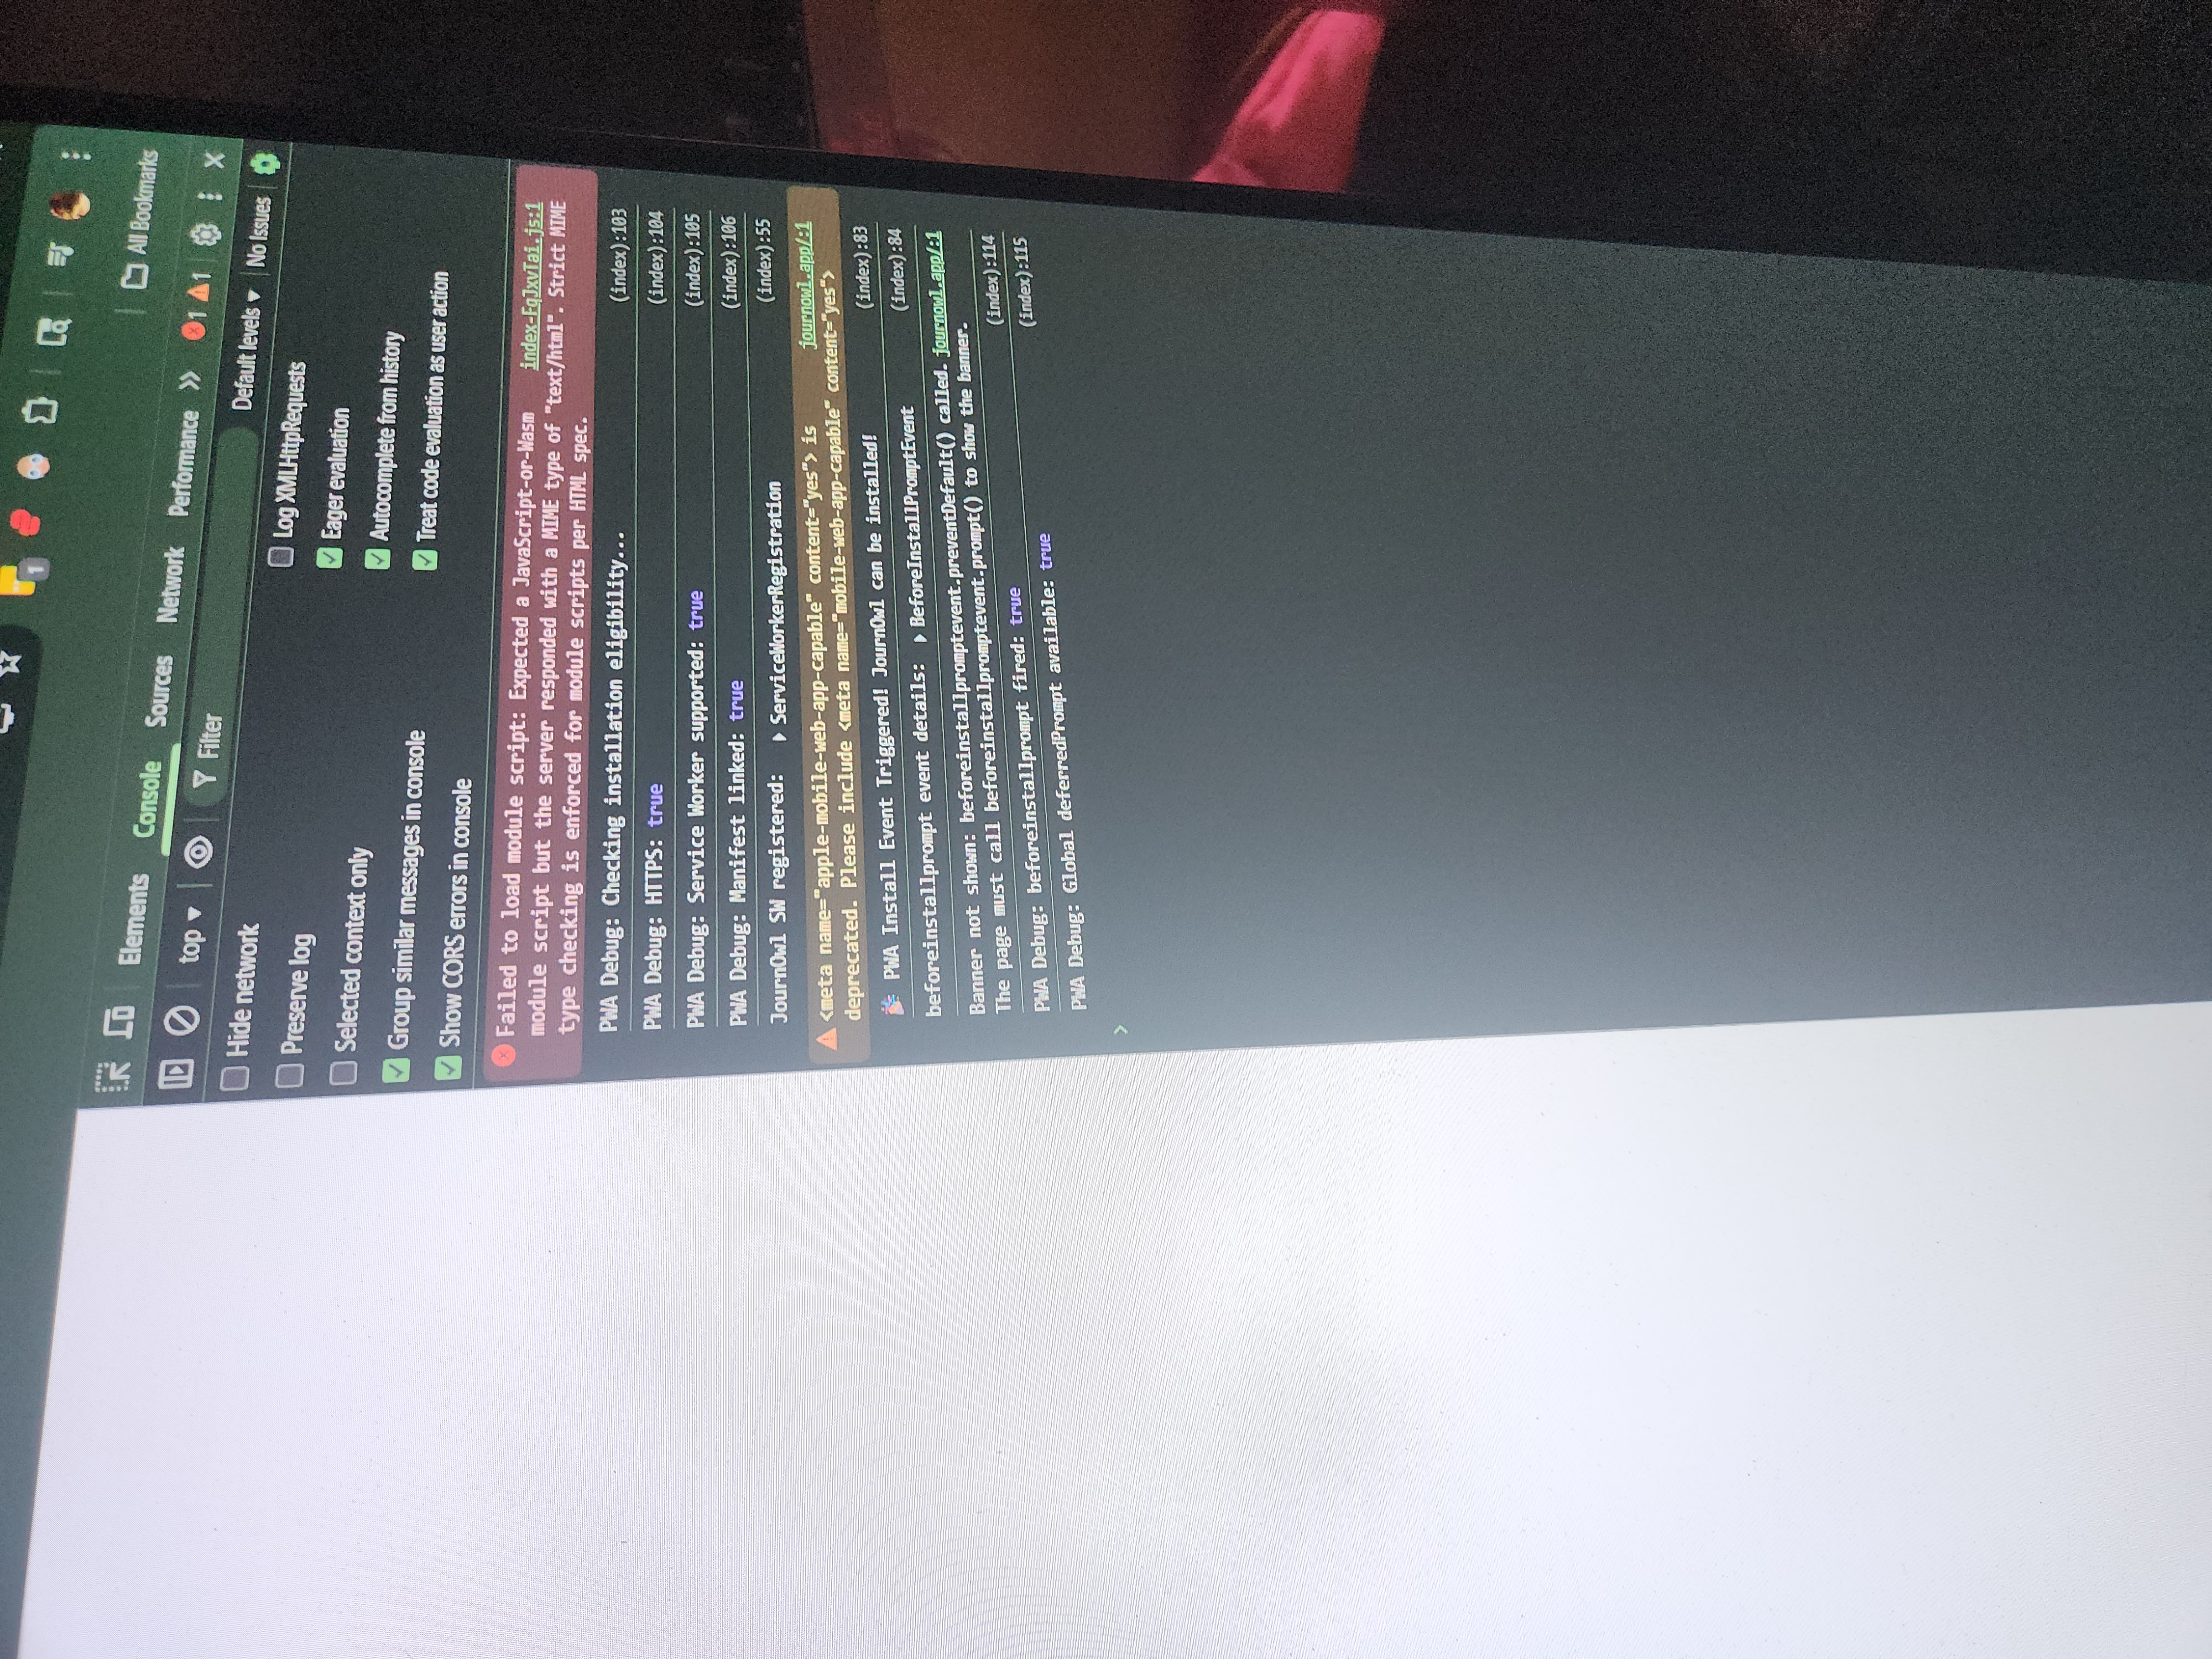 1
All Bookmarks
Elements Console Sources Network Performance 1 1
top Filter Default levels No Issues
Hide network
Log XMLHttpRequests
Preserve log
Eager evaluation
Selected context only
Autocomplete from history
Group similar messages in console
Treat code evaluation as user action
Show CORS errors in console
Failed to load module script: Expected a JavaScript-or-Wasm index-FqJxvTai.js:1
module script but the server responded with a MIME type of "text/html". Strict MIME
type checking is enforced for module scripts per HTML spec.
PWA Debug: Checking installation eligibility... (index):103
PWA Debug: HTTPS: true (index):104
PWA Debug: Service Worker supported: true (index):105
PWA Debug: Manifest linked: true (index):106
JournOwl SW registered: ▸ ServiceWorkerRegistration (index):55
<meta name="apple-mobile-web-app-capable" content="yes"> is journowl.app/:1
deprecated. Please include <meta name="mobile-web-app-capable" content="yes">
🎉 PWA Install Event Triggered! JournOwl can be installed! (index):83
beforeinstallprompt event details: ▸ BeforeInstallPromptEvent (index):84
Banner not shown: beforeinstallpromptevent.preventDefault() called. journowl.app/:1
The page must call beforeinstallpromptevent.prompt() to show the banner.
PWA Debug: beforeinstallprompt fired: true (index):114
PWA Debug: Global deferredPrompt available: true (index):115